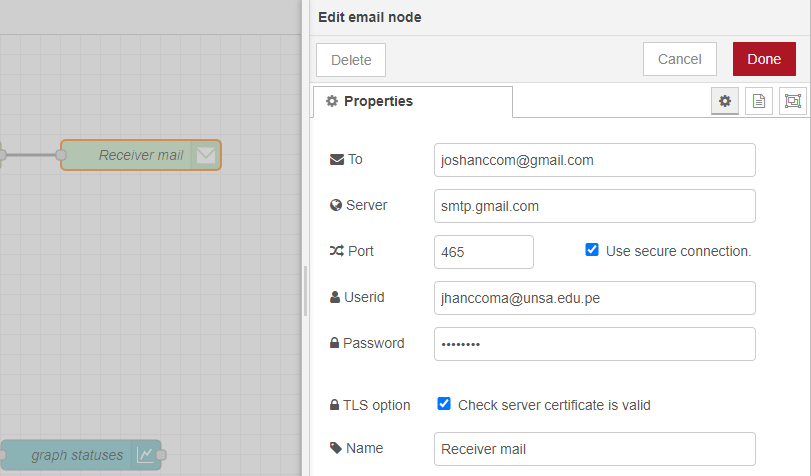 Edit email node
Delete
Cancel
Done
Properties
Receiver mail
To
joshanccom@gmail.com
Server
smtp.gmail.com
Port
465
Use secure connection.
Userid
jhanccoma@unsa.edu.pe
Password
••••••••
TLS option
Check server certificate is valid
Name
Receiver mail
graph statuses